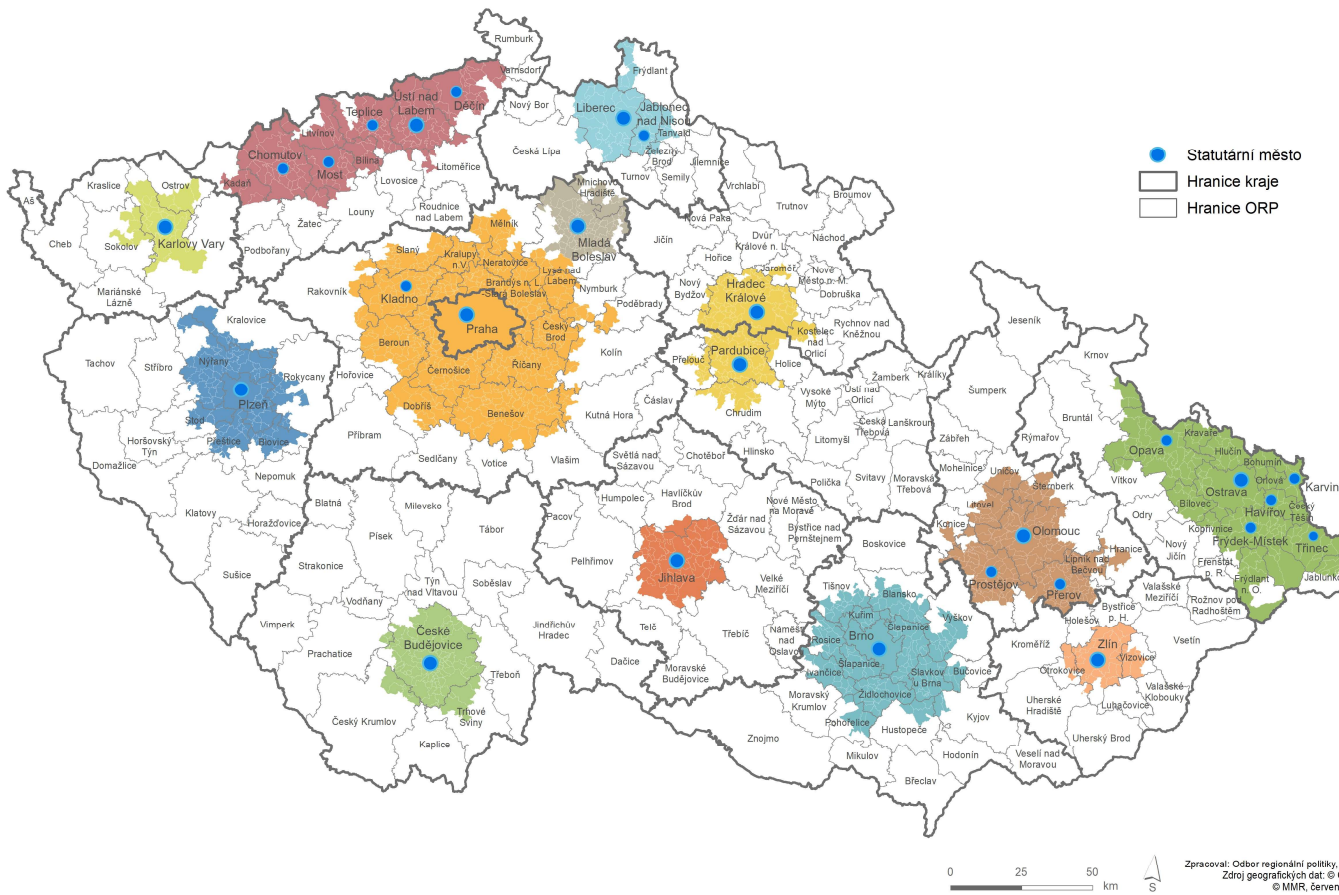 Rumburk
Varnsdorf
Frýdlant
Děčín
Ústí nad
Labem
Teplice
Nový Bor
Liberec
Jablonec
nad Nisou
Tanvald
Železný
Brod
Česká Lípa
Litvínov
Chomutov
Most
Bílina
Litoměřice
Kadaň
Lovosice
Turnov
Semily
Jilemnice
Vrchlabí
Trutnov
Broumov
Mnichovo
Hradiště
Statutární město
Hranice kraje
Hranice ORP
Kraslice
Ostrov
Aš
Cheb
Sokolov
Karlovy Vary
Mariánské
Lázně
Podbořany
Žatec
Louny
Roudnice
nad Labem
Mělník
Mladá
Boleslav
Jičín
Nová Paka
Dvůr
Králové n. L.
Náchod
Hořice
Jaroměř
Nové
Město n. M.
Dobruška
Nový
Bydžov
Hradec
Králové
Rychnov nad
Kněžnou
Kostelec
nad
Orlicí
Rakovník
Slaný
Kralupy
n.V.
Neratovice
Kladno
Brandýs n. L.
-Stará Boleslav
Lysá nad
Labem
Nymburk
Poděbrady
Praha
Český
Brod
Kolín
Beroun
Černošice
Říčany
Hořovice
Dobříš
Benešov
Kutná Hora
Čáslav
Příbram
Sedlčany
Votice
Vlašim
Kralovice
Tachov
Stříbro
Nýřany
Rokycany
Plzeň
Stod
Přeštice
Blovice
Horšovský
Týn
Domažlice
Nepomuk
Klatovy
Horažďovice
Sušice
Přelouč
Pardubice
Holice
Chrudim
Vysoké
Mýto
Ústí nad
Orlicí
Žamberk
Králíky
Česká
Třebová
Lanškroun
Litomyšl
Hlinsko
Polička
Svitavy
Moravská
Třebová
Jeseník
Šumperk
Krnov
Bruntál
Rýmařov
Zábřeh
Mohelnice
Uničov
Šternberk
Litovel
Konice
Olomouc
Prostějov
Přerov
Lipník nad
Bečvou
Hranice
Opava
Kravaře
Hlučín
Bohumín
Orlová
Karvin
Ostrava
Havířov
Český
Těšín
Vítkov
Bílovec
Odry
Kopřivnice
Frýdek-Místek
Třinec
Nový
Jičín
Frenštát
p. R.
Frýdlant
n. O.
Jablunko
Světlá nad
Sázavou
Chotěboř
Humpolec
Havlíčkův
Brod
Pacov
Pelhřimov
Jihlava
Žďár nad
Sázavou
Nové Město
na Moravě
Bystřice nad
Pernštejnem
Velké
Meziříčí
Telč
Třebíč
Náměšť
nad
Oslavo
Moravské
Budějovice
Blatná
Milevsko
Tábor
Písek
Strakonice
Týn
nad Vltavou
Soběslav
Vodňany
Vimperk
Prachatice
České
Budějovice
Jindřichův
Hradec
Dačice
Třeboň
Trhové
Sviny
Český Krumlov
Kaplice
Boskovice
Tišnov
Blansko
Kuřim
Šlapanice
Vyškov
Brno
Rosice
Ivančice
Šlapanice
Slavkov
u Brna
Bučovice
Židlochovice
Moravský
Krumlov
Pohořelice
Hustopeče
Kyjov
Znojmo
Mikulov
Hodonín
Veselí nad
Moravou
Břeclav
Kroměříž
Holešov
Bystřice
p. H.
Valašské
Meziříčí
Rožnov pod
Radhoštěm
Vsetín
Zlín
Vizovice
Otrokovice
Uherské
Hradiště
Luhačovice
Valašské
Klobouky
Uherský Brod
0 25 50
km
S
Zpracoval: Odbor regionální politiky,
Zdroj geografických dat: ©
© MMR, červen